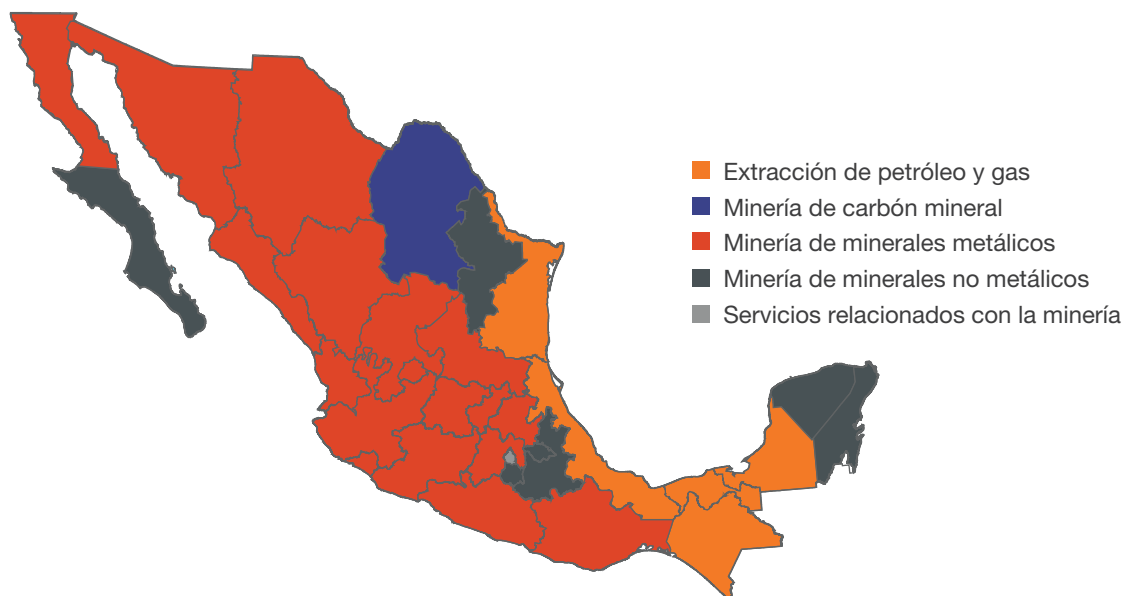 Extracción de petróleo y gas
Minería de carbón mineral
Minería de minerales metálicos
Minería de minerales no metálicos
Servicios relacionados con la minería